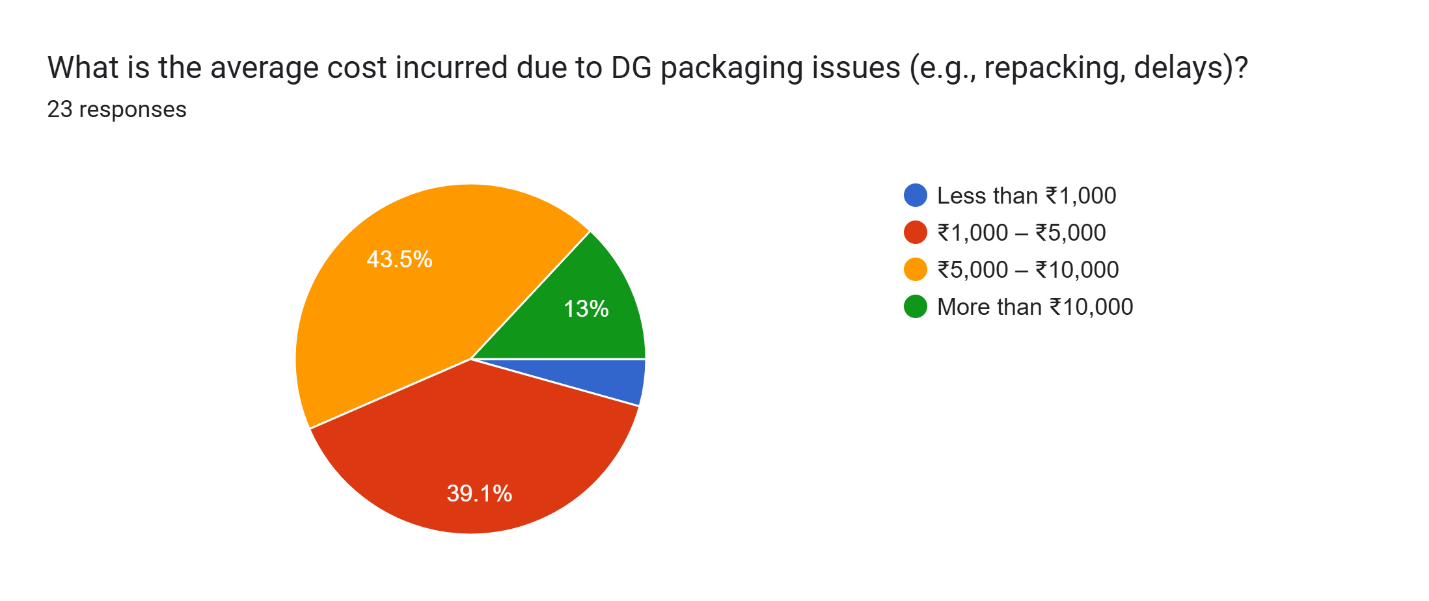 What is the average cost incurred due to DG packaging issues (e.g., repacking, delays)?
23 responses
43.5%
13%
39.1%
Less than ₹1,000
₹1,000 – ₹5,000
₹5,000 – ₹10,000
More than ₹10,000